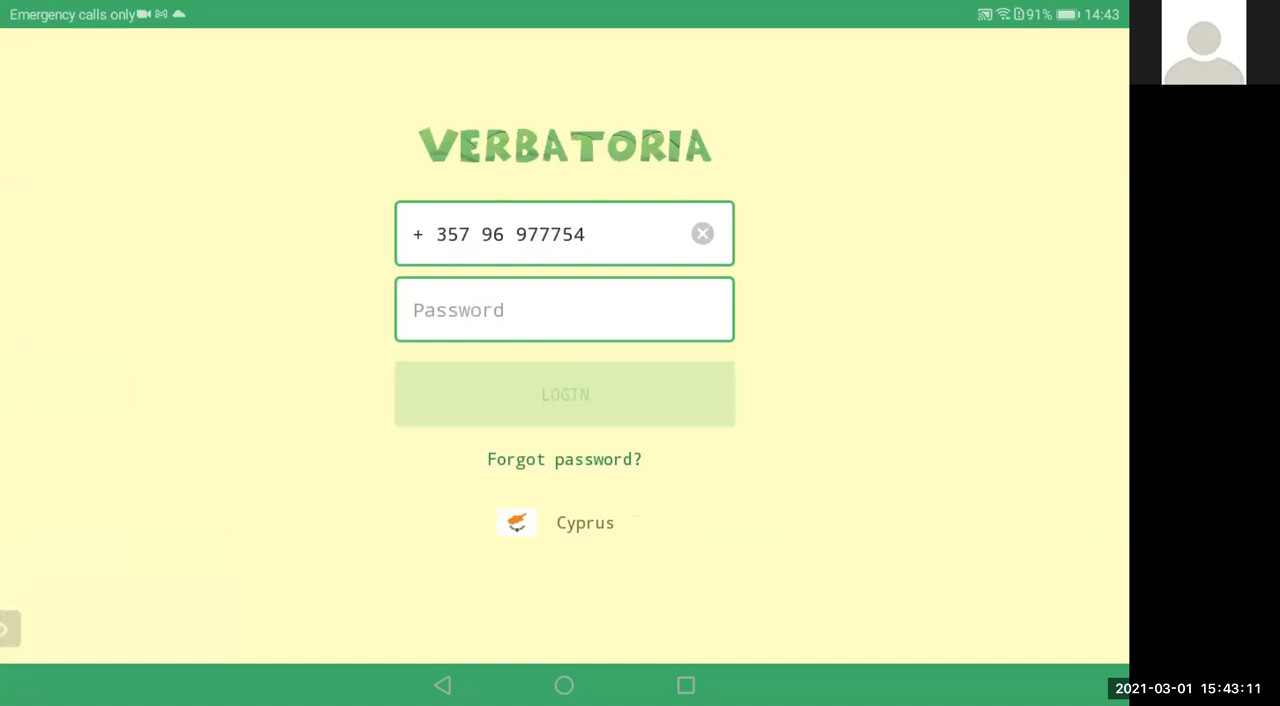 Emergency calls only
91% 14:43
VERBATORIA
+ 357 96 977754
Password
LOGIN
Forgot password?
Cyprus
2021-03-01 15:43:11